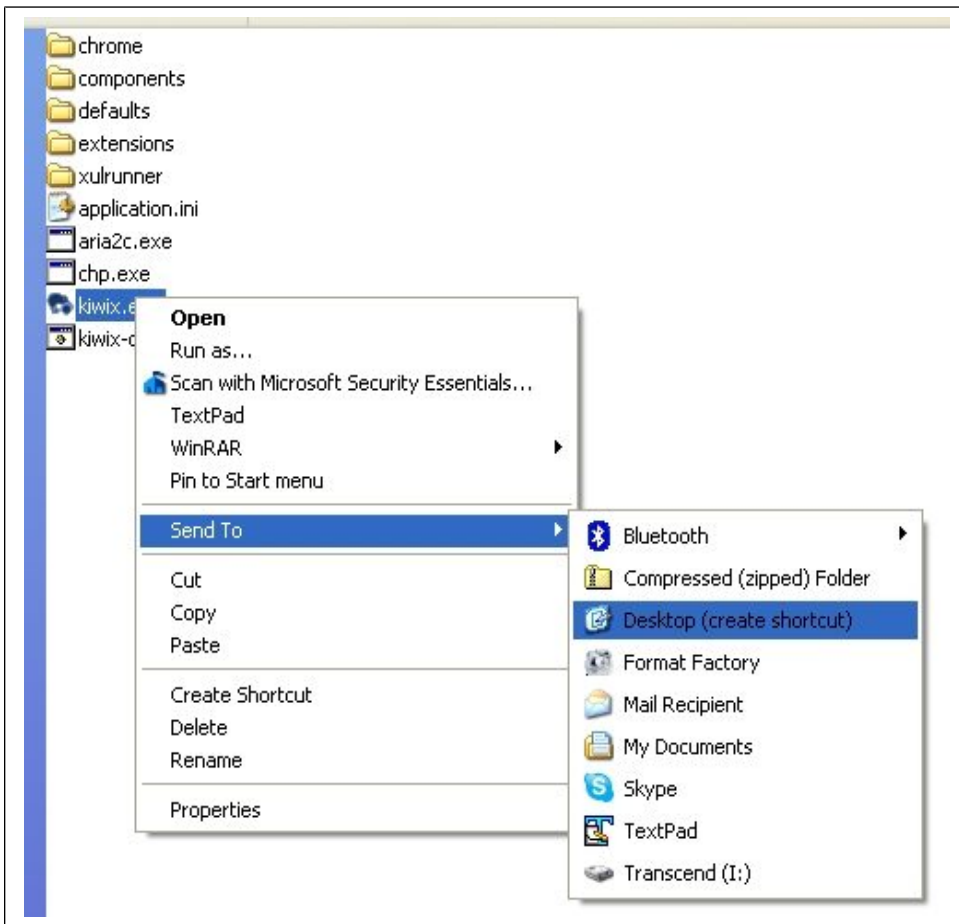 chrome
components
defaults
extensions
xulrunner
application.ini
aria2c.exe
chp.exe
kiwix.e
kiwix-c
Open
Run as...
Scan with Microsoft Security Essentials...
TextPad
WinRAR
Pin to Start menu
Send To
Cut
Copy
Paste
Create Shortcut
Delete
Rename
Properties
Bluetooth
Compressed (zipped) Folder
Desktop (create shortcut)
Format Factory
Mail Recipient
My Documents
Skype
TextPad
Transcend (I:)